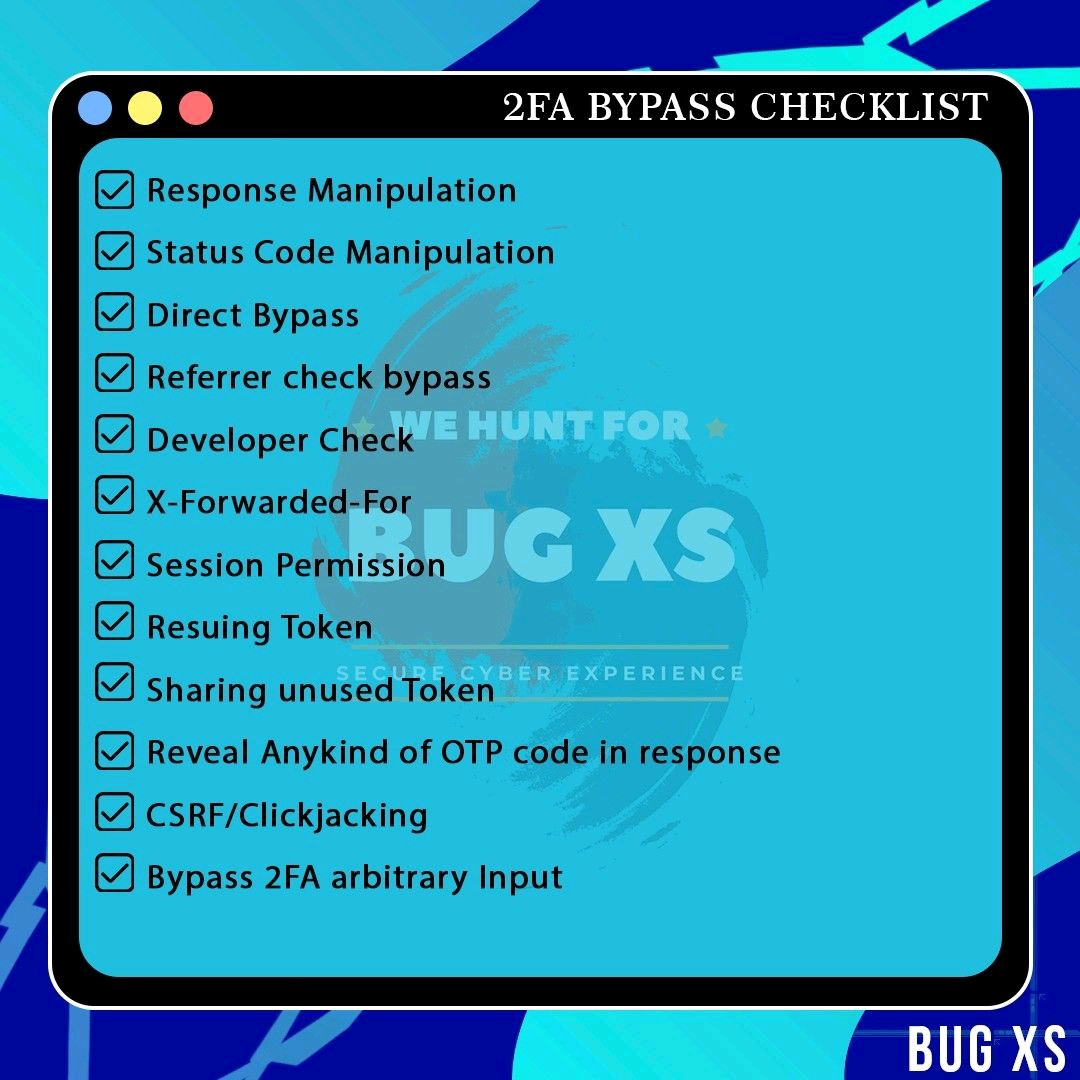 2FA BYPASS CHECKLIST
Response Manipulation
Status Code Manipulation
Direct Bypass
Referrer check bypass
WE HUNT FOR
Developer Check
X-Forwarded-For
BUG XS
Session Permission
Resuing Token
SECURE CYBER EXPERIENCE
Sharing unused Token
Reveal Anykind of OTP code in response
CSRF/Clickjacking
Bypass 2FA arbitrary Input
BUG XS